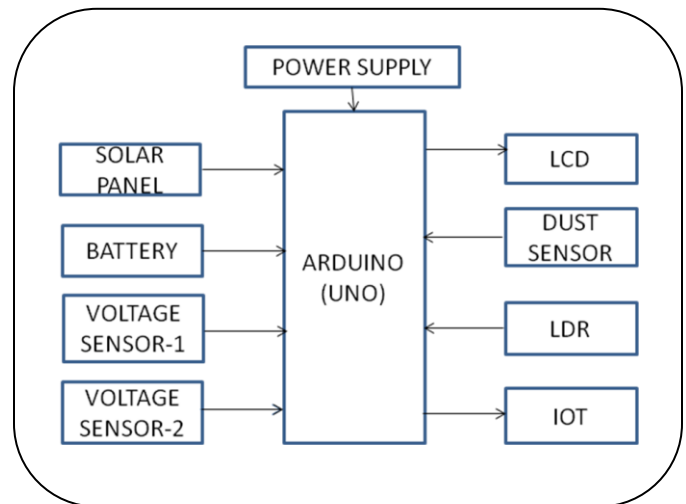 POWER SUPPLY
SOLAR
PANEL
BATTERY
VOLTAGE
SENSOR-1
VOLTAGE
SENSOR-2
ARDUINO
(UNO)
LCD
DUST
SENSOR
LDR
IOT